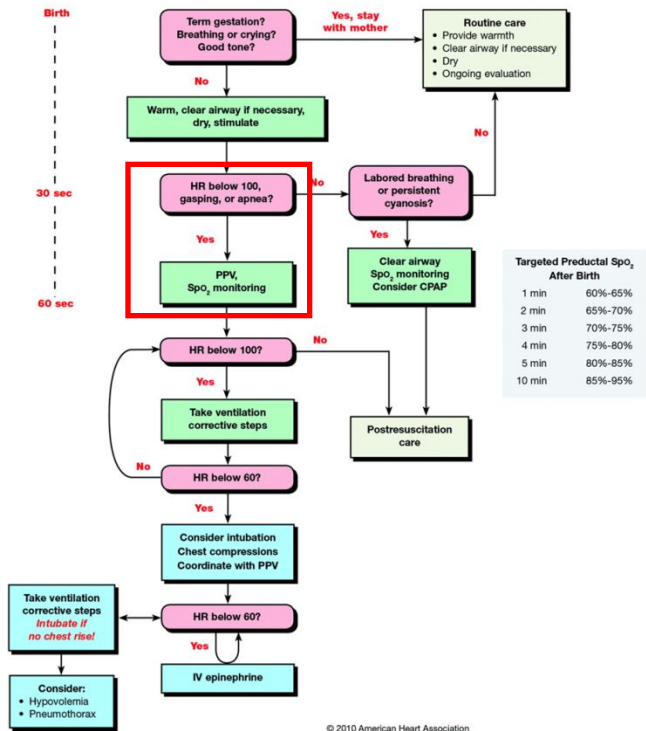 Birth
Term gestation?
Breathing or crying?
Good tone?
Yes, stay
with mother
Routine care
• Provide warmth
• Clear airway if necessary
• Dry
• Ongoing evaluation
No
Warm, clear airway if necessary,
dry, stimulate
No
30 sec
HR below 100,
gasping, or apnea?
No
Labored breathing
or persistent
cyanosis?
Yes
Yes
PPV,
SpO₂ monitoring
Clear airway
SpO₂ monitoring
Consider CPAP
60 sec
Targeted Preductal SpO₂
After Birth
1 min 60%-65%
2 min 65%-70%
3 min 70%-75%
4 min 75%-80%
5 min 80%-85%
10 min 85%-95%
HR below 100?
No
Yes
Take ventilation
corrective steps
Postresuscitation
care
No
HR below 60?
Yes
Consider intubation
Chest compressions
Coordinate with PPV
Take ventilation
corrective steps
Intubate if
no chest rise!
HR below 60?
Yes
IV epinephrine
Consider:
• Hypovolemia
• Pneumothorax
© 2010 American Heart Association